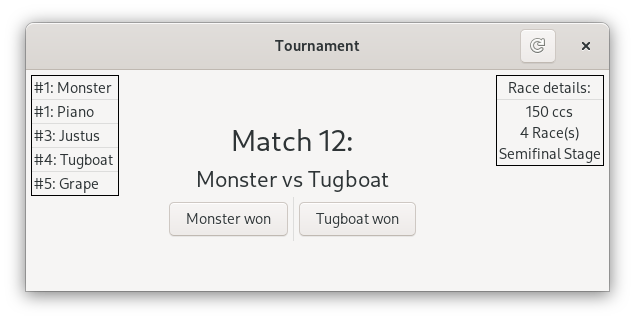 Tournament
#1: Monster
#1: Piano
#3: Justus
#4: Tugboat
#5: Grape
Match 12:
Monster vs Tugboat
Monster won
Tugboat won
Race details:
150 ccs
4 Race(s)
Semifinal Stage